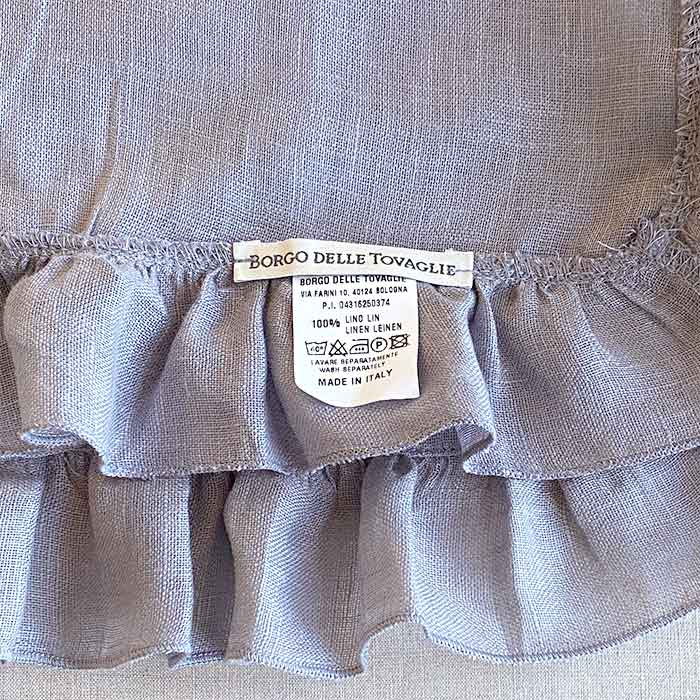 BORGO DELLE TOVAGLIE
BORGO DELLE TOVAGLIE
VIA FARINI 10, 40124 BOLOGNA
P.I. 04316250374
100% LINO LIN
LINEN LEINEN
P
LAVARE SEPARATAMENTE
WASH SEPARATELY
MADE IN ITALY